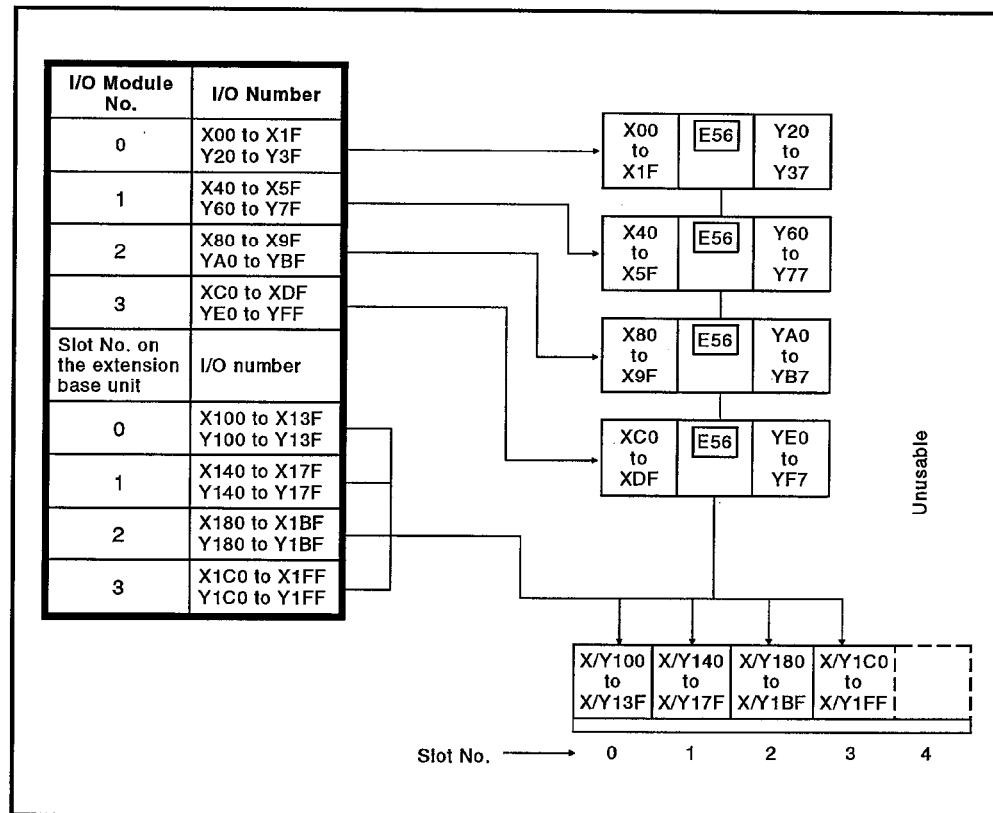 I/O Module
No.
I/O Number
0
X00 to X1F
Y20 to Y3F
1
X40 to X5F
Y60 to Y7F
2
X80 to X9F
YA0 to YBF
3
XC0 to XDF
YE0 to YFF
Slot No. on
the extension
base unit
I/O number
0
X100 to X13F
Y100 to Y13F
1
X140 to X17F
Y140 to Y17F
2
X180 to X1BF
Y180 to Y1BF
3
X1C0 to X1FF
Y1C0 to Y1FF
X00
to
X1F
E56
Y20
to
Y37
X40
to
X5F
E56
Y60
to
Y77
X80
to
X9F
E56
YA0
to
YB7
XC0
to
XDF
E56
YE0
to
YF7
Unusable
X/Y100
to
X/Y13F
X/Y140
to
X/Y17F
X/Y180
to
X/Y1BF
X/Y1C0
to
X/Y1FF
Slot No. 0 1 2 3 4